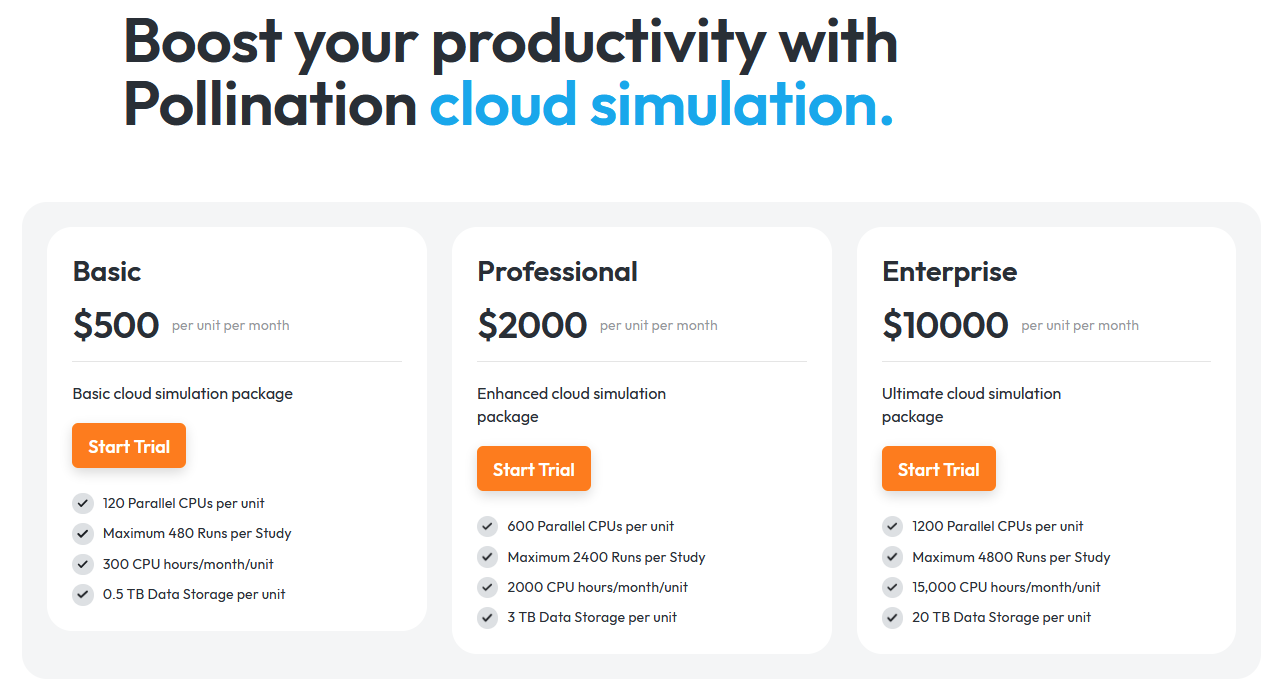 Boost your productivity with
Pollination cloud simulation.
Basic
$500 per unit per month
Basic cloud simulation package
Start Trial
120 Parallel CPUs per unit
Maximum 480 Runs per Study
300 CPU hours/month/unit
0.5 TB Data Storage per unit
Professional
$2000 per unit per month
Enhanced cloud simulation
package
Start Trial
600 Parallel CPUs per unit
Maximum 2400 Runs per Study
2000 CPU hours/month/unit
3 TB Data Storage per unit
Enterprise
$10000 per unit per month
Ultimate cloud simulation
package
Start Trial
1200 Parallel CPUs per unit
Maximum 4800 Runs per Study
15,000 CPU hours/month/unit
20 TB Data Storage per unit